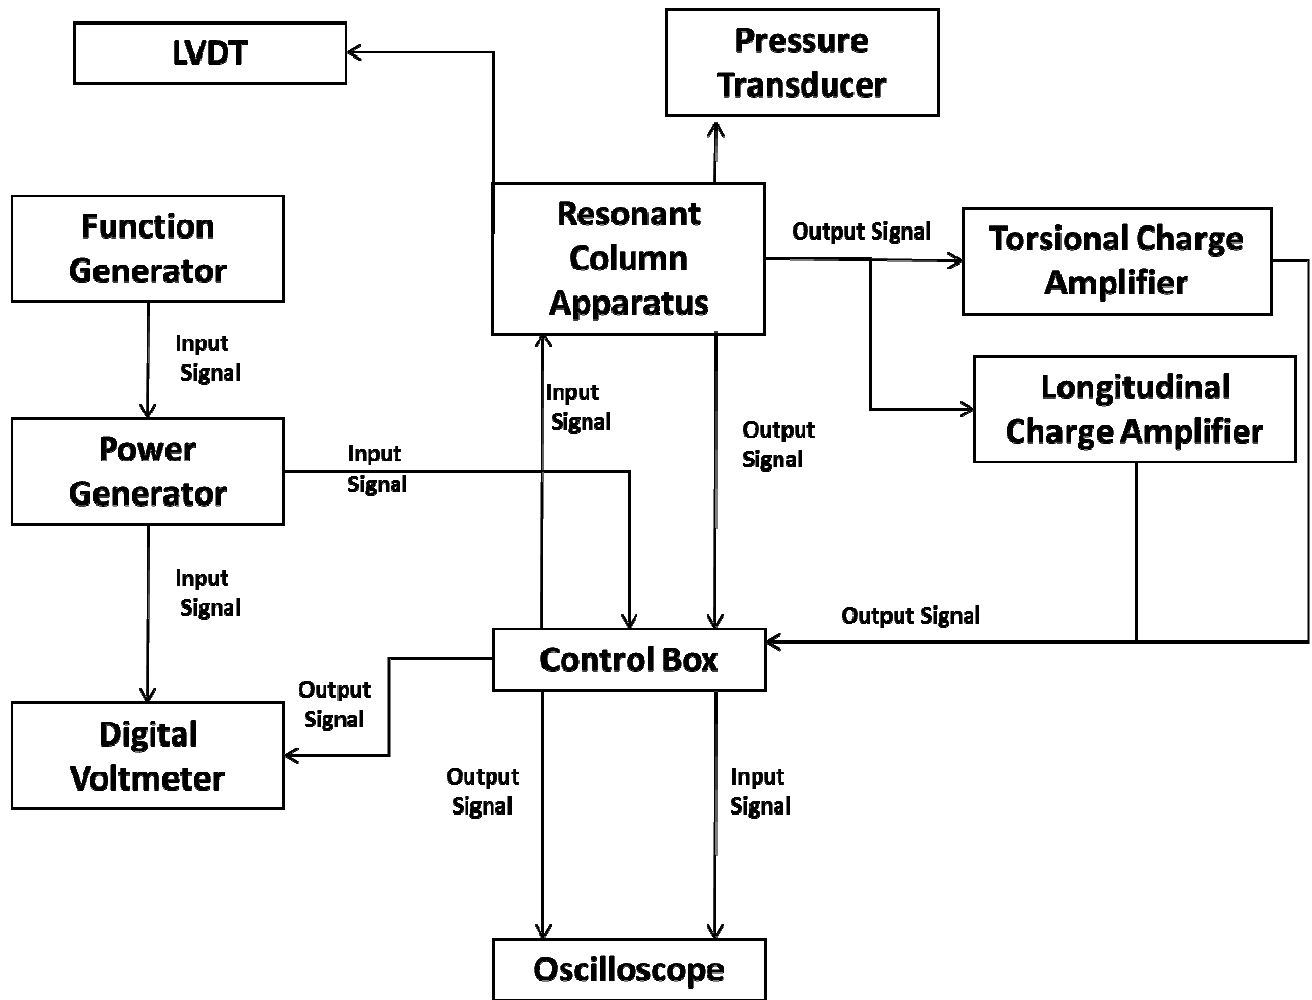 LVDT
Pressure
Transducer
Function
Generator
Resonant
Column
Apparatus
Output Signal
Torsional Charge
Amplifier
Input
Signal
Longitudinal
Charge Amplifier
Input
Signal
Power
Generator
Input
Signal
Output
Signal
Input
Signal
Output Signal
Control Box
Output
Signal
Digital
Voltmeter
Output
Signal
Input
Signal
Oscilloscope